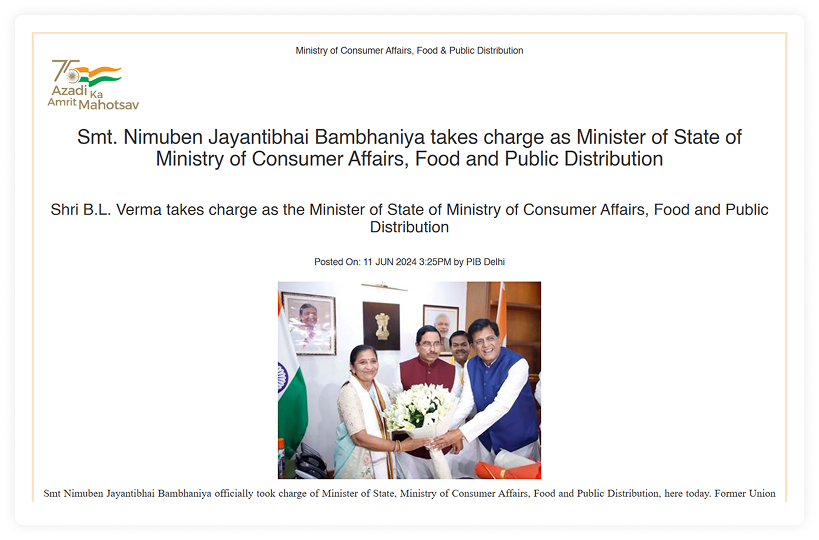 Ministry of Consumer Affairs, Food & Public Distribution
75
Azadi Ka
Amrit Mahotsav
Smt. Nimuben Jayantibhai Bambhaniya takes charge as Minister of State of
Ministry of Consumer Affairs, Food and Public Distribution
Shri B.L. Verma takes charge as the Minister of State of Ministry of Consumer Affairs, Food and Public
Distribution
Posted On: 11 JUN 2024 3:25PM by PIB Delhi
Smt Nimuben Jayantibhai Bambhaniya officially took charge of Minister of State, Ministry of Consumer Affairs, Food and Public Distribution, here today. Former Union